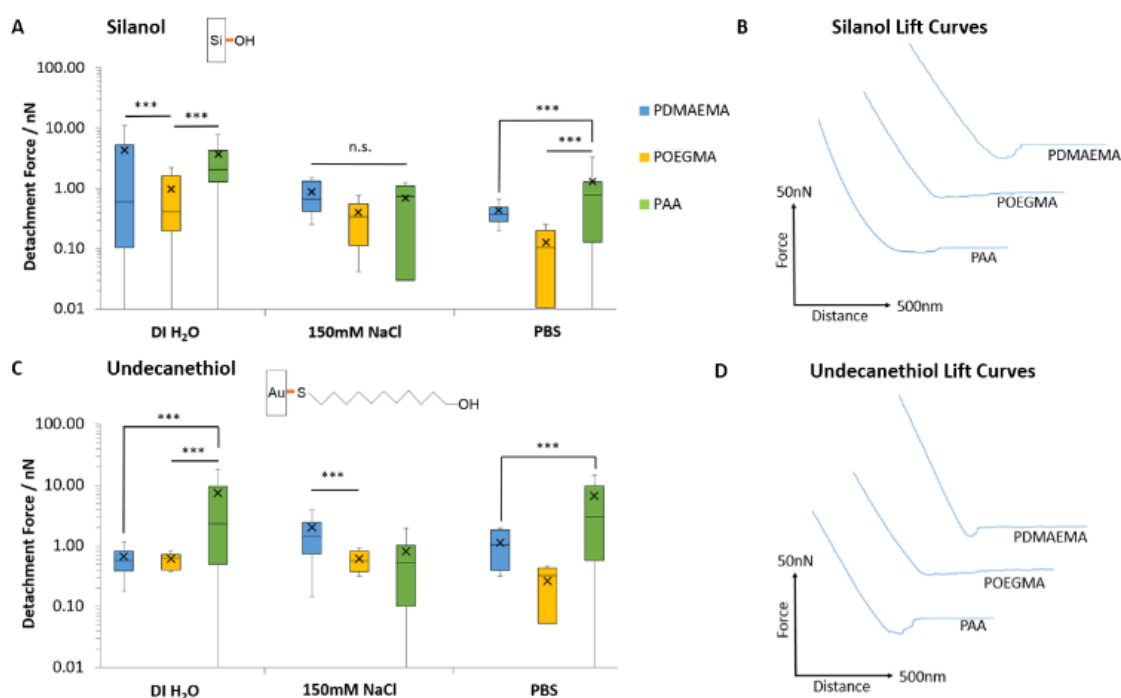 A
Silanol
Si
OH
Detachment Force / nN
100.00
10.00
1.00
0.10
0.01
***
***
n.s.
***
***
DI H₂O
150mM NaCl
PBS
PDMAEMA
POEGMA
PAA
B
Silanol Lift Curves
PDMAEMA
POEGMA
PAA
50nN
Force
Distance
500nm
C
Undecanethiol
Au
S
OH
Detachment Force / nN
100.00
10.00
1.00
0.10
0.01
***
***
***
***
DI H₂O
150mM NaCl
PBS
D
Undecanethiol Lift Curves
PDMAEMA
POEGMA
PAA
50nN
Force
Distance
500nm